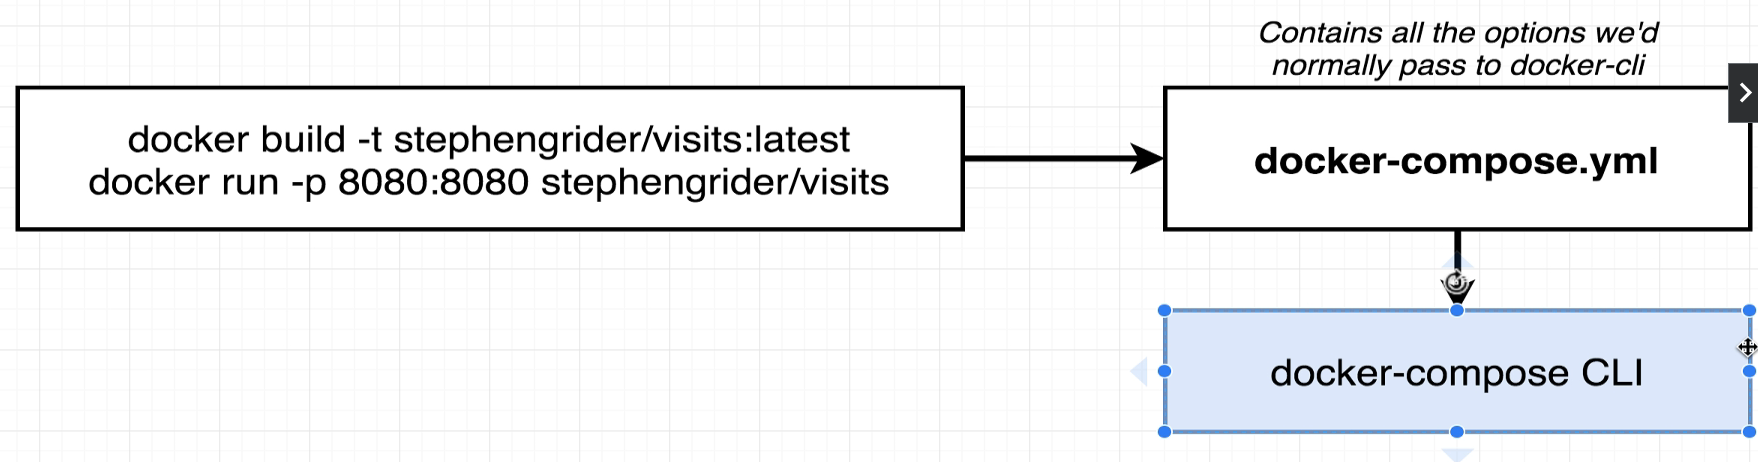 Contains all the options we'd
normally pass to docker-cli
docker build -t stephengrider/visits:latest
docker run -p 8080:8080 stephengrider/visits
docker-compose.yml
docker-compose CLI